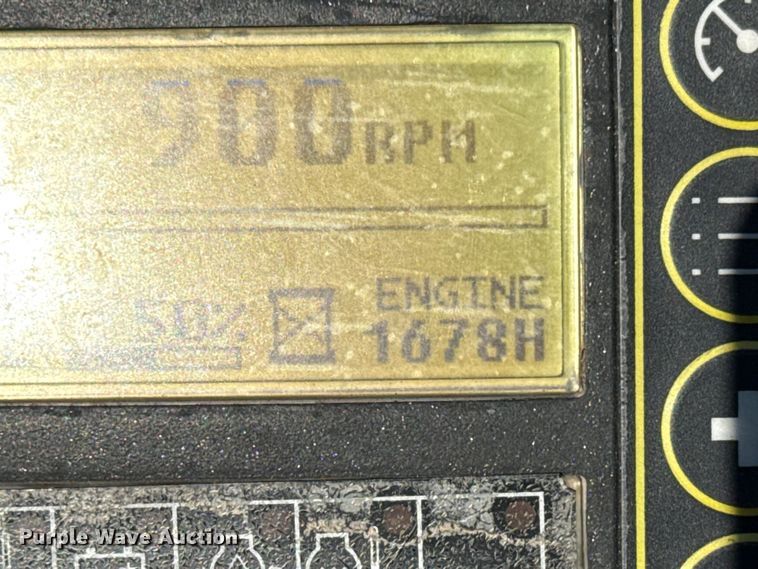 900RPM
50%
ENGINE
1678H
Purple Wave Auction